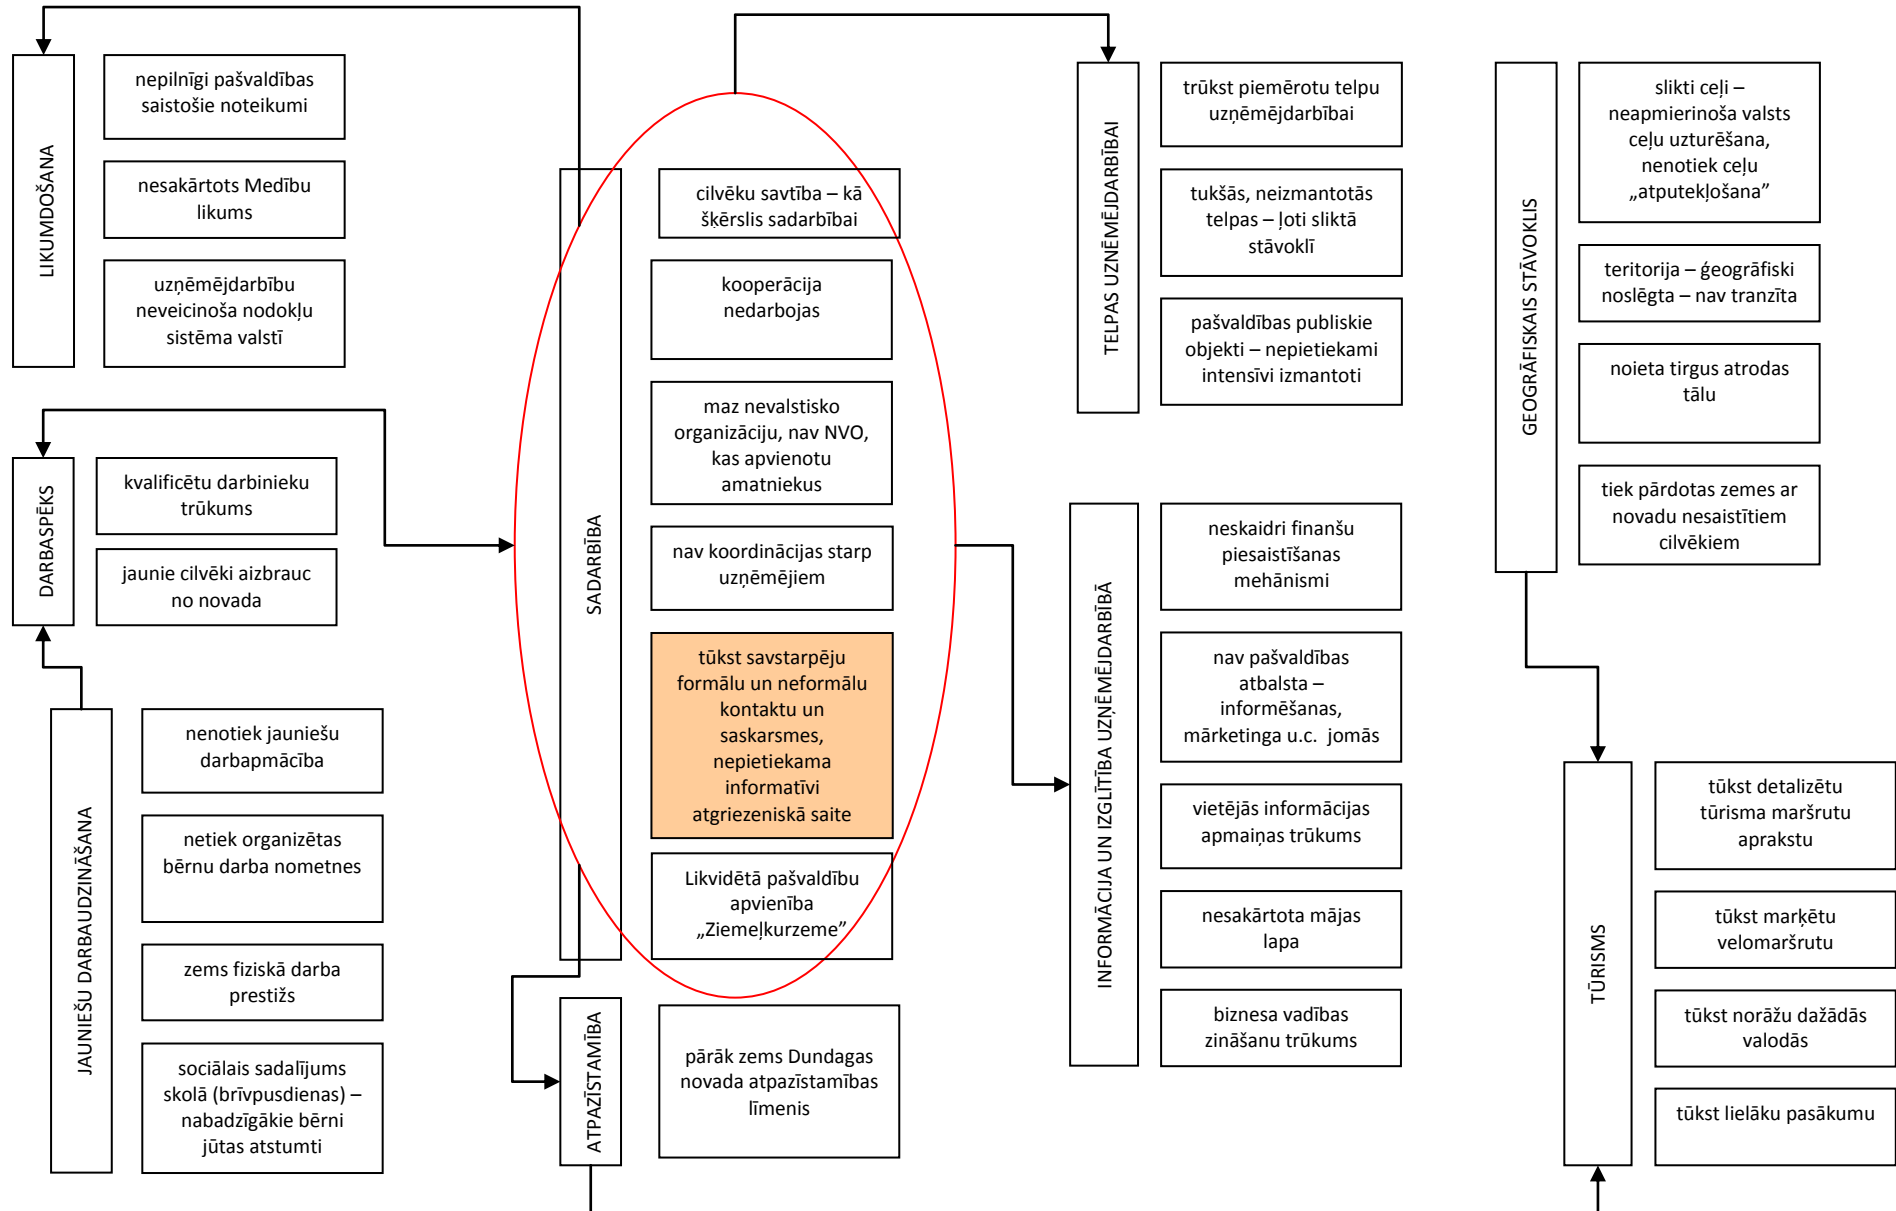 LIKUMDOŠANA
nepilnīgi pašvaldības
saistošie noteikumi
nesakārtots Medību
likums
uzņēmējdarbību
neveicinoša nodokļu
sistēma valstī
DARBASPĒKS
kvalificētu darbinieku
trūkums
jaunie cilvēki aizbrauc
no novada
JAUNIEŠU DARBAUDZINĀŠANA
nenotiek jauniešu
darbapmācība
netiek organizētas
bērnu darba nometnes
zems fiziskā darba
prestižs
sociālais sadalījums
skolā (brīvpusdienas) –
nabadzīgākie bērni
jūtas atstumti
SADARBĪBA
cilvēku savtība – kā
šķērslis sadarbībai
kooperācija
nedarbojas
maz nevalstisko
organizāciju, nav NVO,
kas apvienotu
amatniekus
nav koordinācijas starp
uzņēmējiem
tūkst savstarpēju
formālu un neformālu
kontaktu un
saskarsmes,
nepietiekama
informatīvi
atgriezeniskā saite
Likvidētā pašvaldību
apvienība
„Ziemeļkurzeme”
ATPAZĪSTAMĪBA
pārāk zems Dundagas
novada atpazīstamības
līmenis
TELPAS UZŅĒMĒJDARBĪBAI
trūkst piemērotu telpu
uzņēmējdarbībai
tukšās, neizmantotās
telpas – ļoti sliktā
stāvoklī
pašvaldības publiskie
objekti – nepietiekami
intensīvi izmantoti
INFORMĀCIJA UN IZGLĪTĪBA UZŅĒMĒJDARBĪBĀ
neskaidri finanšu
piesaistīšanas
mehānismi
nav pašvaldības
atbalsta –
informēšanas,
mārketinga u.c. jomās
vietējās informācijas
apmaiņas trūkums
nesakārtota mājas
lapa
biznesa vadības
zināšanu trūkums
GEOGRĀFISKAIS STĀVOKLIS
slikti ceļi –
neapmierinoša valsts
ceļu uzturēšana,
nenotiek ceļu
„atputekļošana”
teritorija – ģeogrāfiski
noslēgta – nav tranzīta
noieta tirgus atrodas
tālu
tiek pārdotas zemes ar
novadu nesaistītiem
cilvēkiem
TŪRISMS
tūkst detalizētu
tūrisma maršrutu
aprakstu
tūkst marķētu
velomaršrutu
tūkst norāžu dažādās
valodās
tūkst lielāku pasākumu